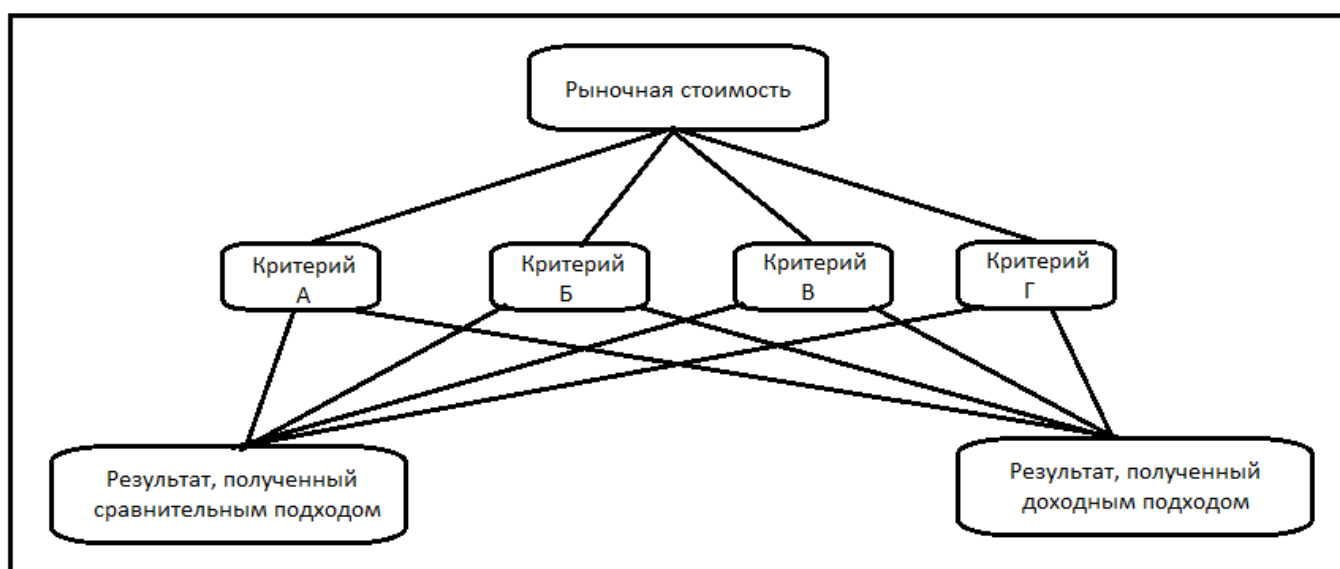 Рыночная стоимость
Критерий
А
Критерий
Б
Критерий
В
Критерий
Г
Результат, полученный
сравнительным подходом
Результат, полученный
доходным подходом